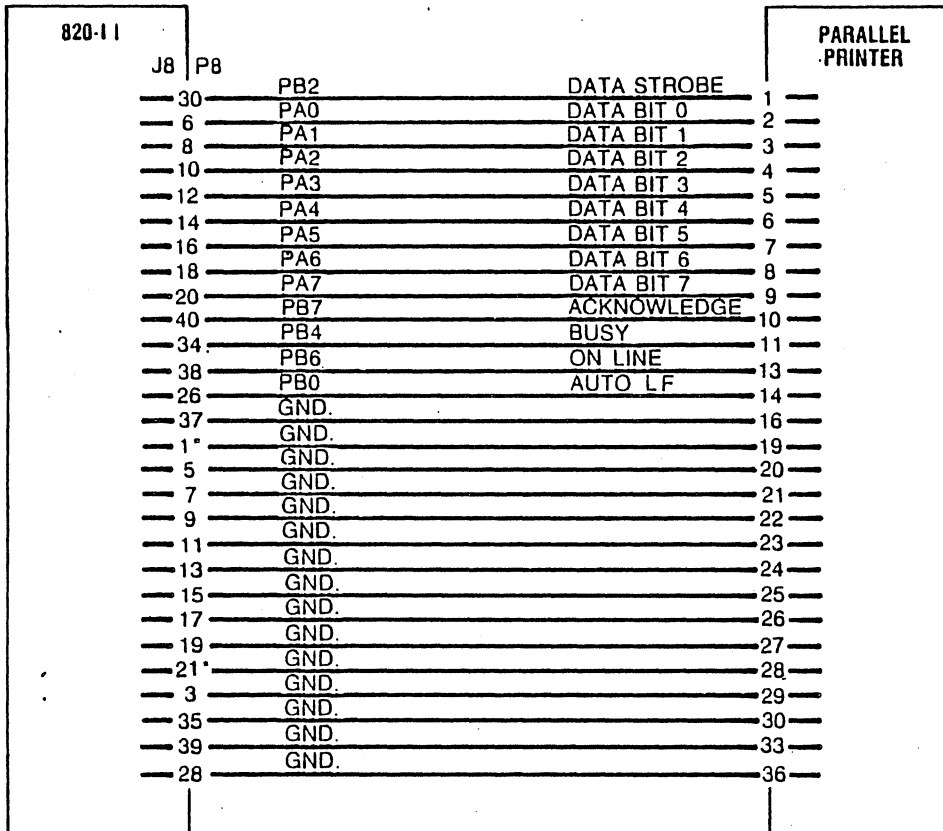 820-II
PARALLEL PRINTER
J8 P8
30 PB2 DATA STROBE 1
6 PA0 DATA BIT 0 2
8 PA1 DATA BIT 1 3
10 PA2 DATA BIT 2 4
12 PA3 DATA BIT 3 5
14 PA4 DATA BIT 4 6
16 PA5 DATA BIT 5 7
18 PA6 DATA BIT 6 8
20 PA7 DATA BIT 7 9
40 PB7 ACKNOWLEDGE 10
34 PB4 BUSY 11
38 PB6 ON LINE 13
26 PB0 AUTO LF 14
37 GND. 16
1* GND. 19
5 GND. 20
7 GND. 21
9 GND. 22
11 GND. 23
13 GND. 24
15 GND. 25
17 GND. 26
19 GND. 27
21* GND. 28
3 GND. 29
35 GND. 30
39 GND. 33
28 GND. 36